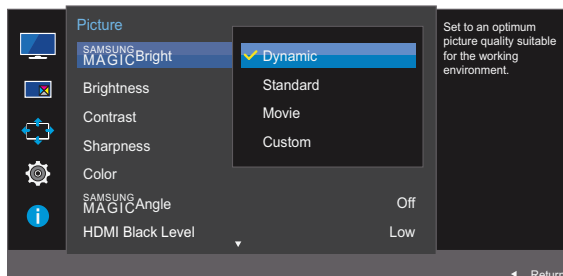 Picture
SAMSUNG
MAGICBright
Dynamic
Brightness
Standard
Contrast
Movie
Sharpness
Custom
Color
SAMSUNG
MAGICAngle Off
HDMI Black Level Low
Set to an optimum
picture quality suitable
for the working
environment.
Return